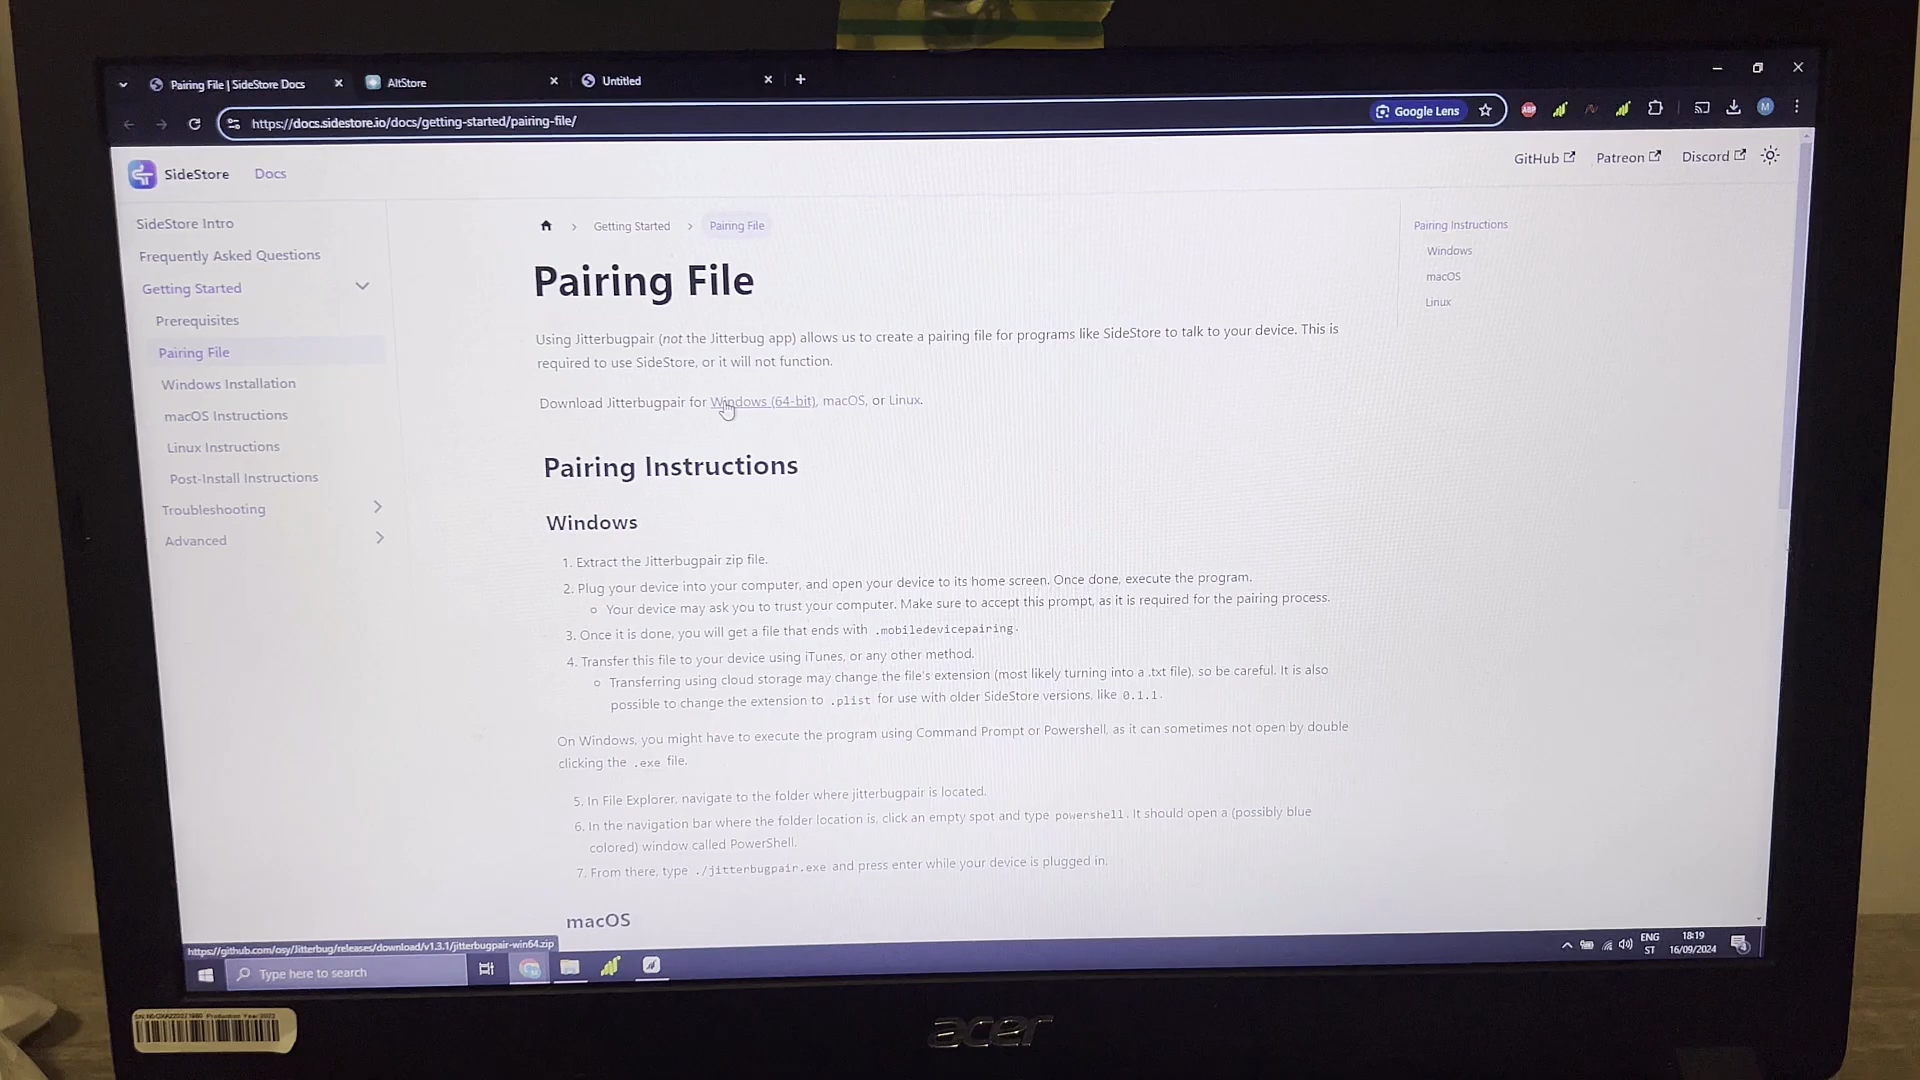 Pairing File | SideStore Docs
AltStore
Untitled
https://docs.sidestore.io/docs/getting-started/pairing-file/
Google Lens
ABP
M
SideStore
Docs
GitHub
Patreon
Discord
SideStore Intro
Frequently Asked Questions
Getting Started
Prerequisites
Pairing File
Windows Installation
macOS Instructions
Linux Instructions
Post-Install Instructions
Troubleshooting
Advanced
Getting Started
Pairing File
Pairing File
Using Jitterbugpair (not the Jitterbug app) allows us to create a pairing file for programs like SideStore to talk to your device. This is
required to use SideStore, or it will not function.
Download Jitterbugpair for Windows (64-bit), macOS, or Linux.
Pairing Instructions
Windows
1. Extract the Jitterbugpair zip file.
2. Plug your device into your computer, and open your device to its home screen. Once done, execute the program.
Your device may ask you to trust your computer. Make sure to accept this prompt, as it is required for the pairing process.
3. Once it is done, you will get a file that ends with .mobiledevicepairing.
4. Transfer this file to your device using iTunes, or any other method.
Transferring using cloud storage may change the file's extension (most likely turning into a .txt file), so be careful. It is also
possible to change the extension to .plist for use with older SideStore versions, like 0.1.1.
On Windows, you might have to execute the program using Command Prompt or Powershell, as it can sometimes not open by double
clicking the .exe file.
5. In File Explorer, navigate to the folder where jitterbugpair is located.
6. In the navigation bar where the folder location is, click an empty spot and type powershell. It should open a (possibly blue
colored) window called PowerShell.
7. From there, type ./jitterbugpair.exe and press enter while your device is plugged in.
macOS
Pairing Instructions
Windows
macOS
Linux
https://github.com/osy/Jitterbug/releases/download/v1.3.1/jitterbugpair-win64.zip
Type here to search
ENG
ST
18:19
16/09/2024
4
Production Year:2022
acer